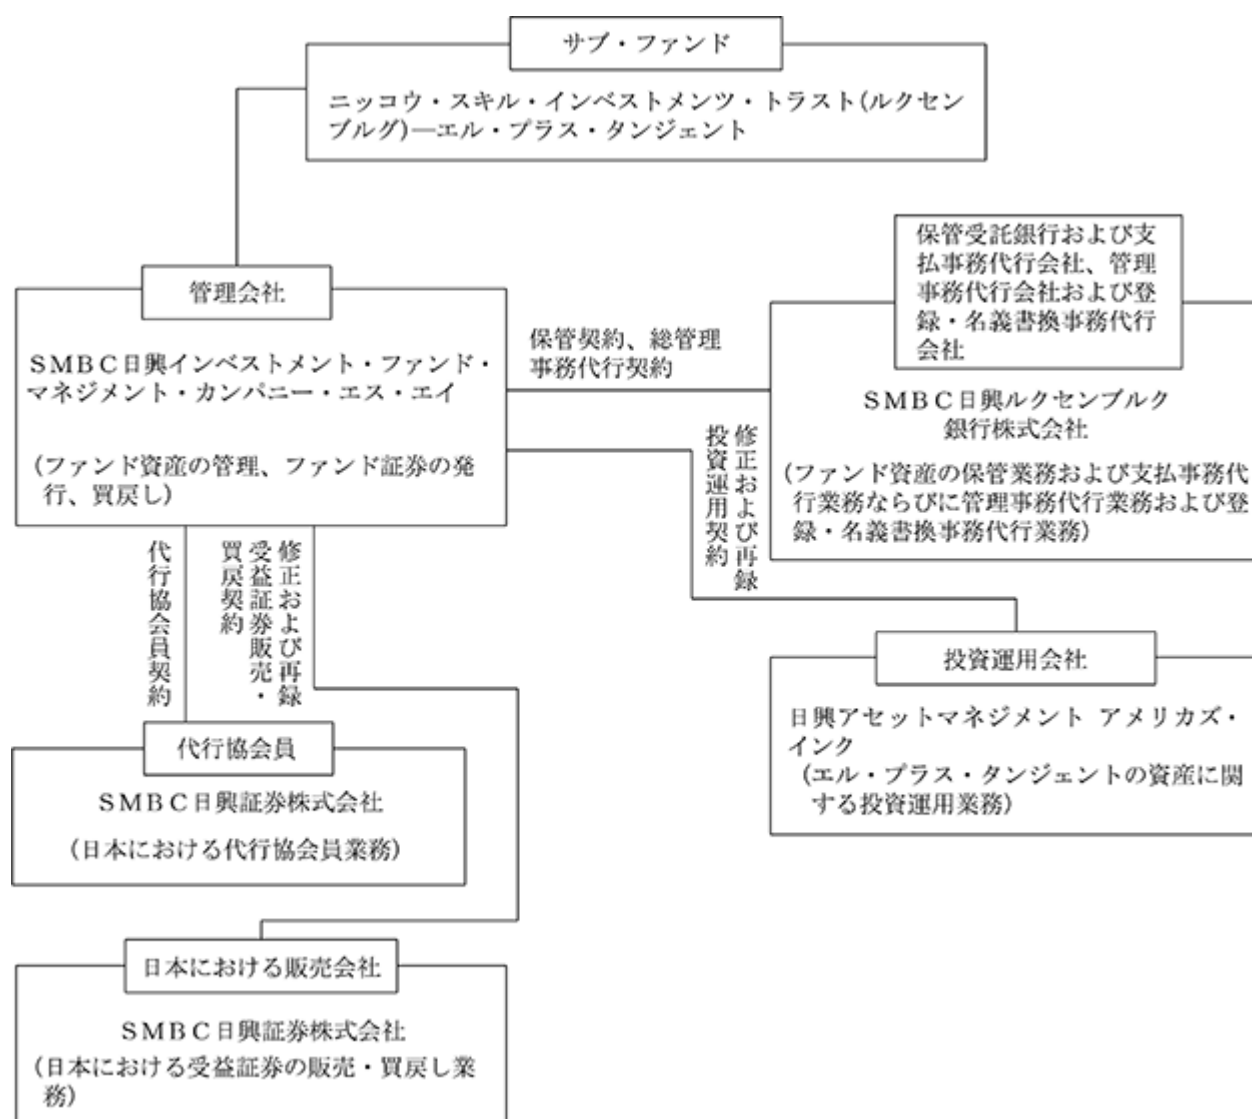 サブ・ファンド
ニッコウ・スキル・インベストメンツ・トラスト(ルクセン
ブルグ)―エル・プラス・タンジェント
管理会社
SMBC日興インベストメント・ファンド・
マネジメント・カンパニー・エス・エイ
(ファンド資産の管理、ファンド証券の発
行、買戻し)
保管契約、総管理
事務代行契約
保管受託銀行および支
払事務代行会社、管理
事務代行会社および登
録・名義書換事務代行
会社
SMBC日興ルクセンブルク
銀行株式会社
(ファンド資産の保管業務および支払事務代
行業務ならびに管理事務代行業務および登
録・名義書換事務代行業務)
修正および再録
投資運用契約
投資運用会社
日興アセットマネジメント アメリカズ・
インク
(エル・プラス・タンジェントの資産に関
する投資運用業務)
修正および再録
受益証券販売・
買戻契約
代行協会員契約
代行協会員
SMBC日興証券株式会社
(日本における代行協会員業務)
日本における販売会社
SMBC日興証券株式会社
(日本における受益証券の販売・買戻し業
務)